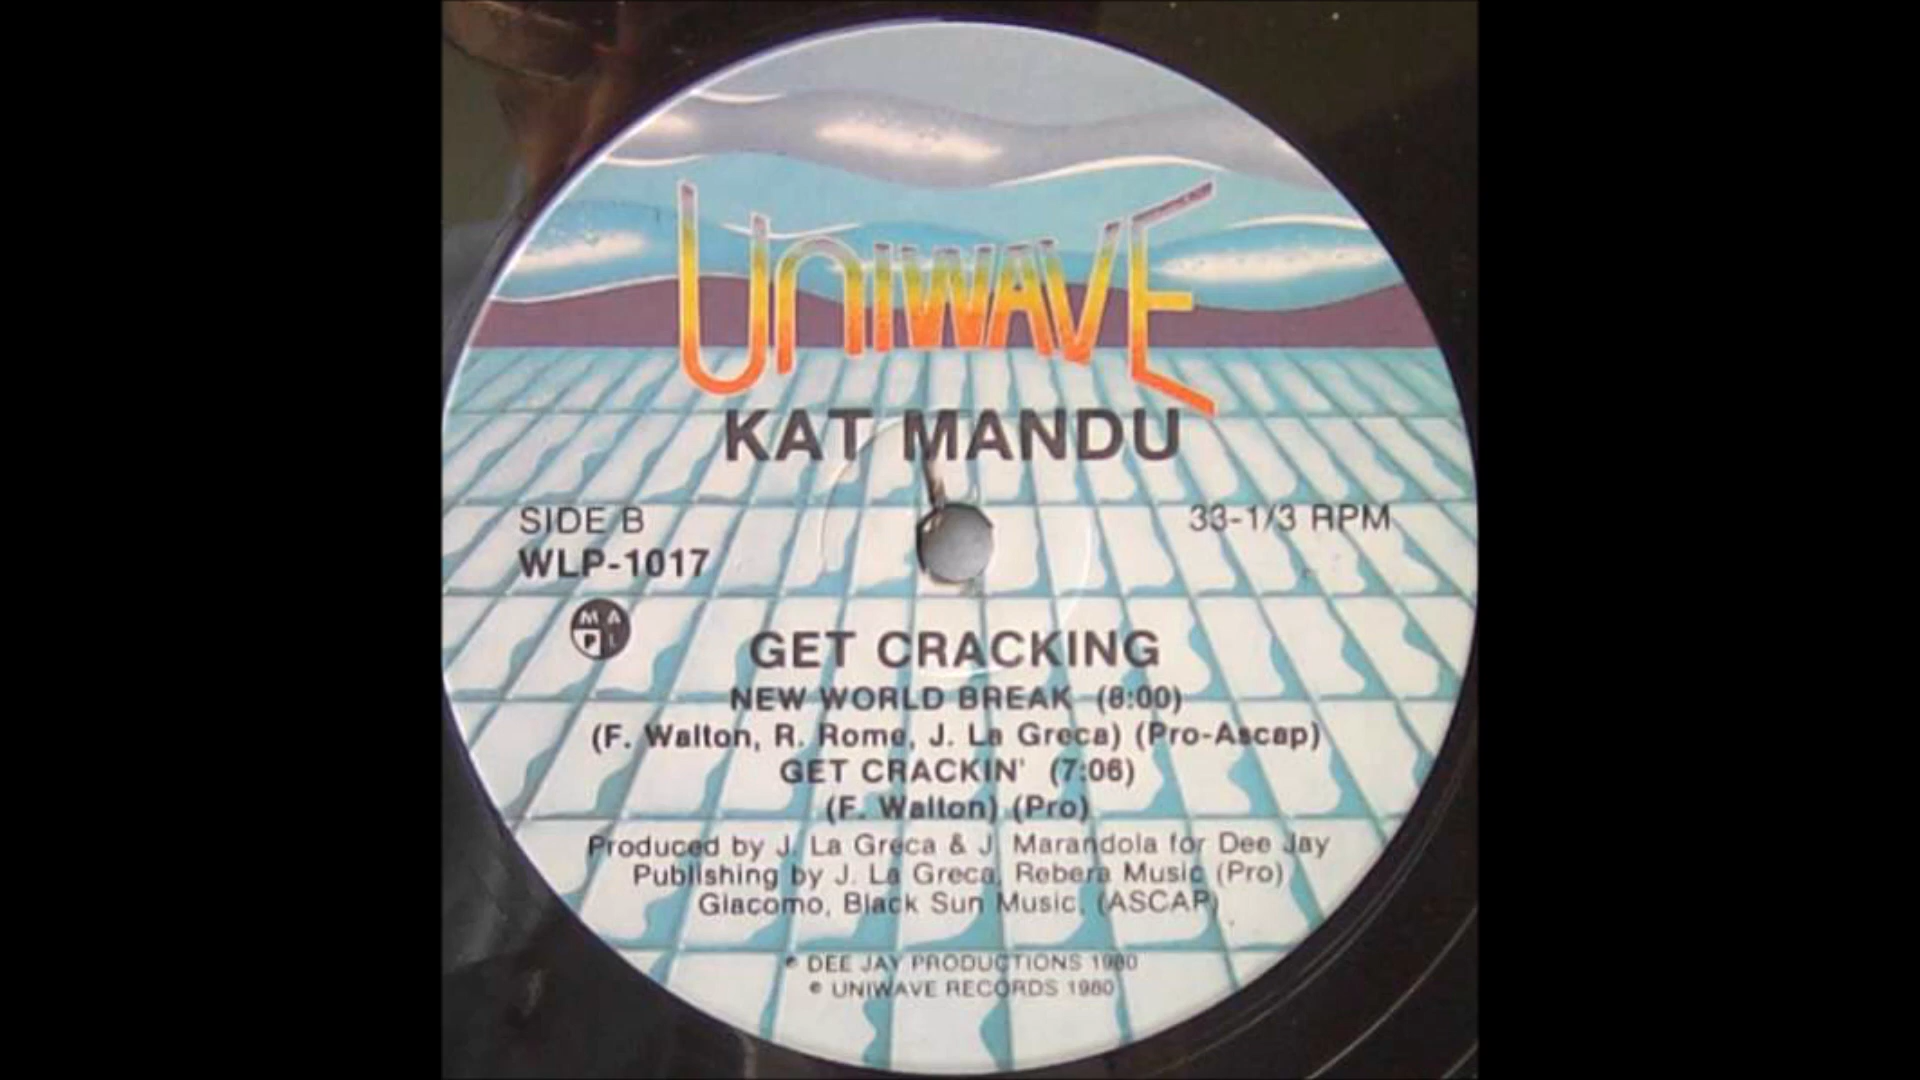 UNIWAVE
KAT MANDU
SIDE B
33-1/3 RPM
WLP-1017
MAPL
GET CRACKING
NEW WORLD BREAK (8:00)
(F. Walton, R. Rome, J. La Greca) (Pro-Ascap)
GET CRACKIN' (7:06)
(F. Walton) (Pro)
Produced by J. La Greca & J. Marandola for Dee Jay
Publishing by J. La Greca, Rebera Music (Pro)
Giacomo, Black Sun Music, (ASCAP)
℗ DEE JAY PRODUCTIONS 1980
© UNIWAVE RECORDS 1980